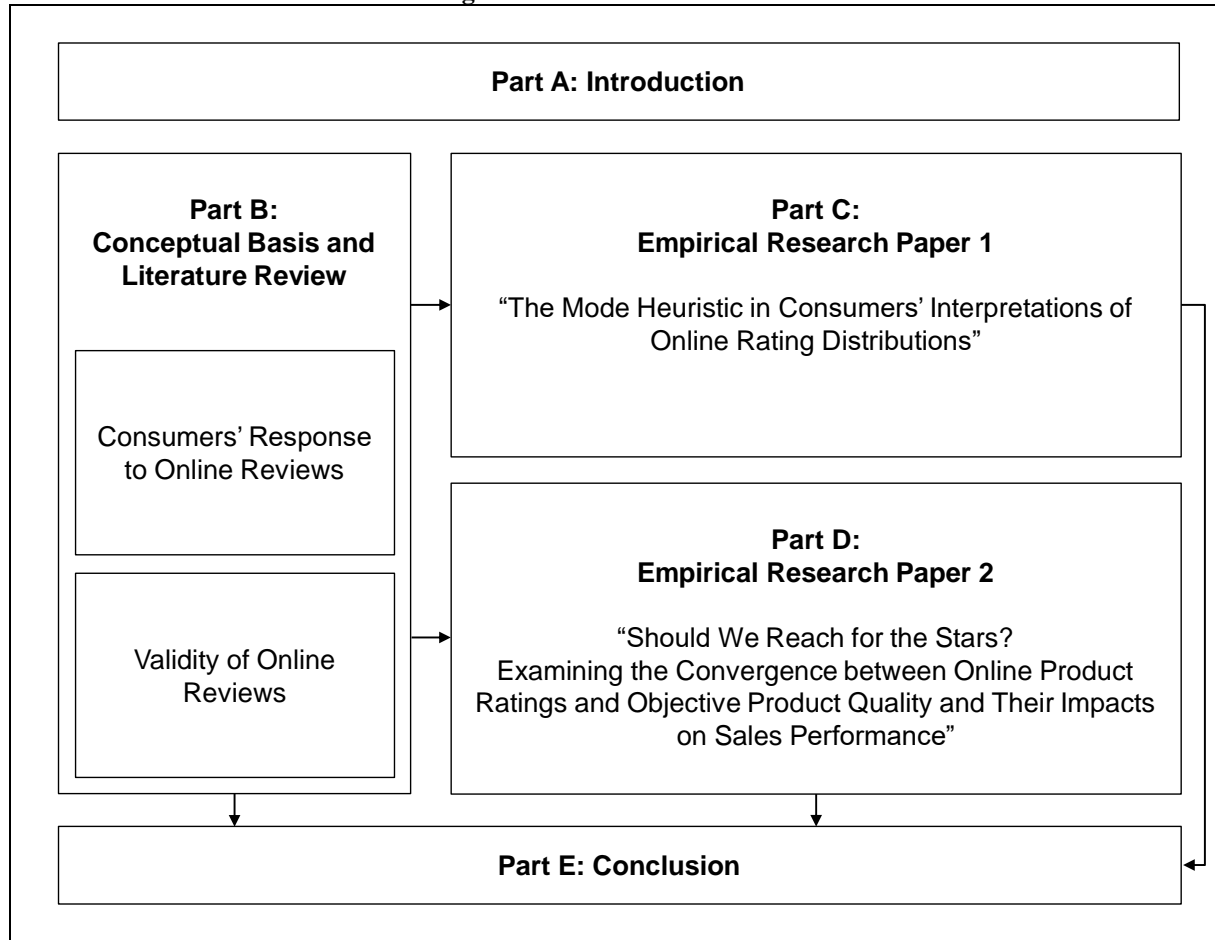 Part A: Introduction
Part B:
Conceptual Basis and
Literature Review
Consumers’ Response
to Online Reviews
Validity of Online
Reviews
Part C:
Empirical Research Paper 1
“The Mode Heuristic in Consumers’ Interpretations of
Online Rating Distributions”
Part D:
Empirical Research Paper 2
“Should We Reach for the Stars?
Examining the Convergence between Online Product
Ratings and Objective Product Quality and Their Impacts
on Sales Performance”
Part E: Conclusion